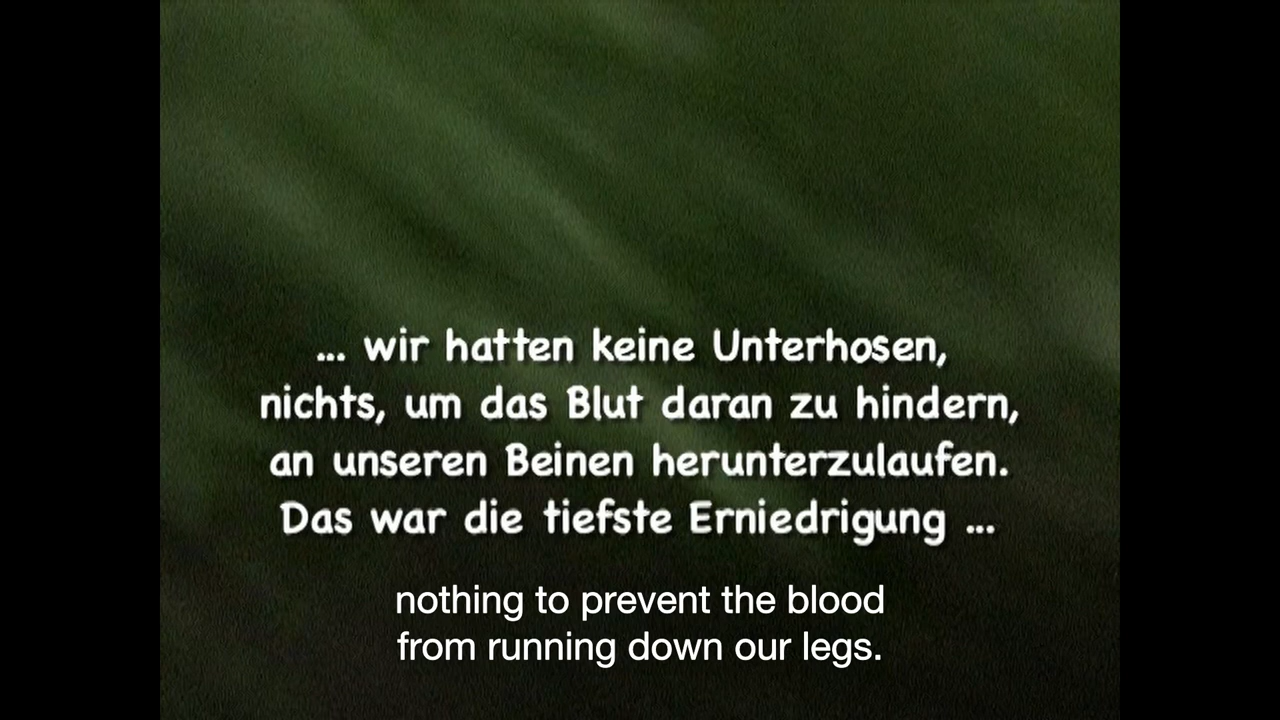 ... wir hatten keine Unterhosen,
nichts, um das Blut daran zu hindern,
an unseren Beinen herunterzulaufen.
Das war die tiefste Erniedrigung ...
nothing to prevent the blood
from running down our legs.